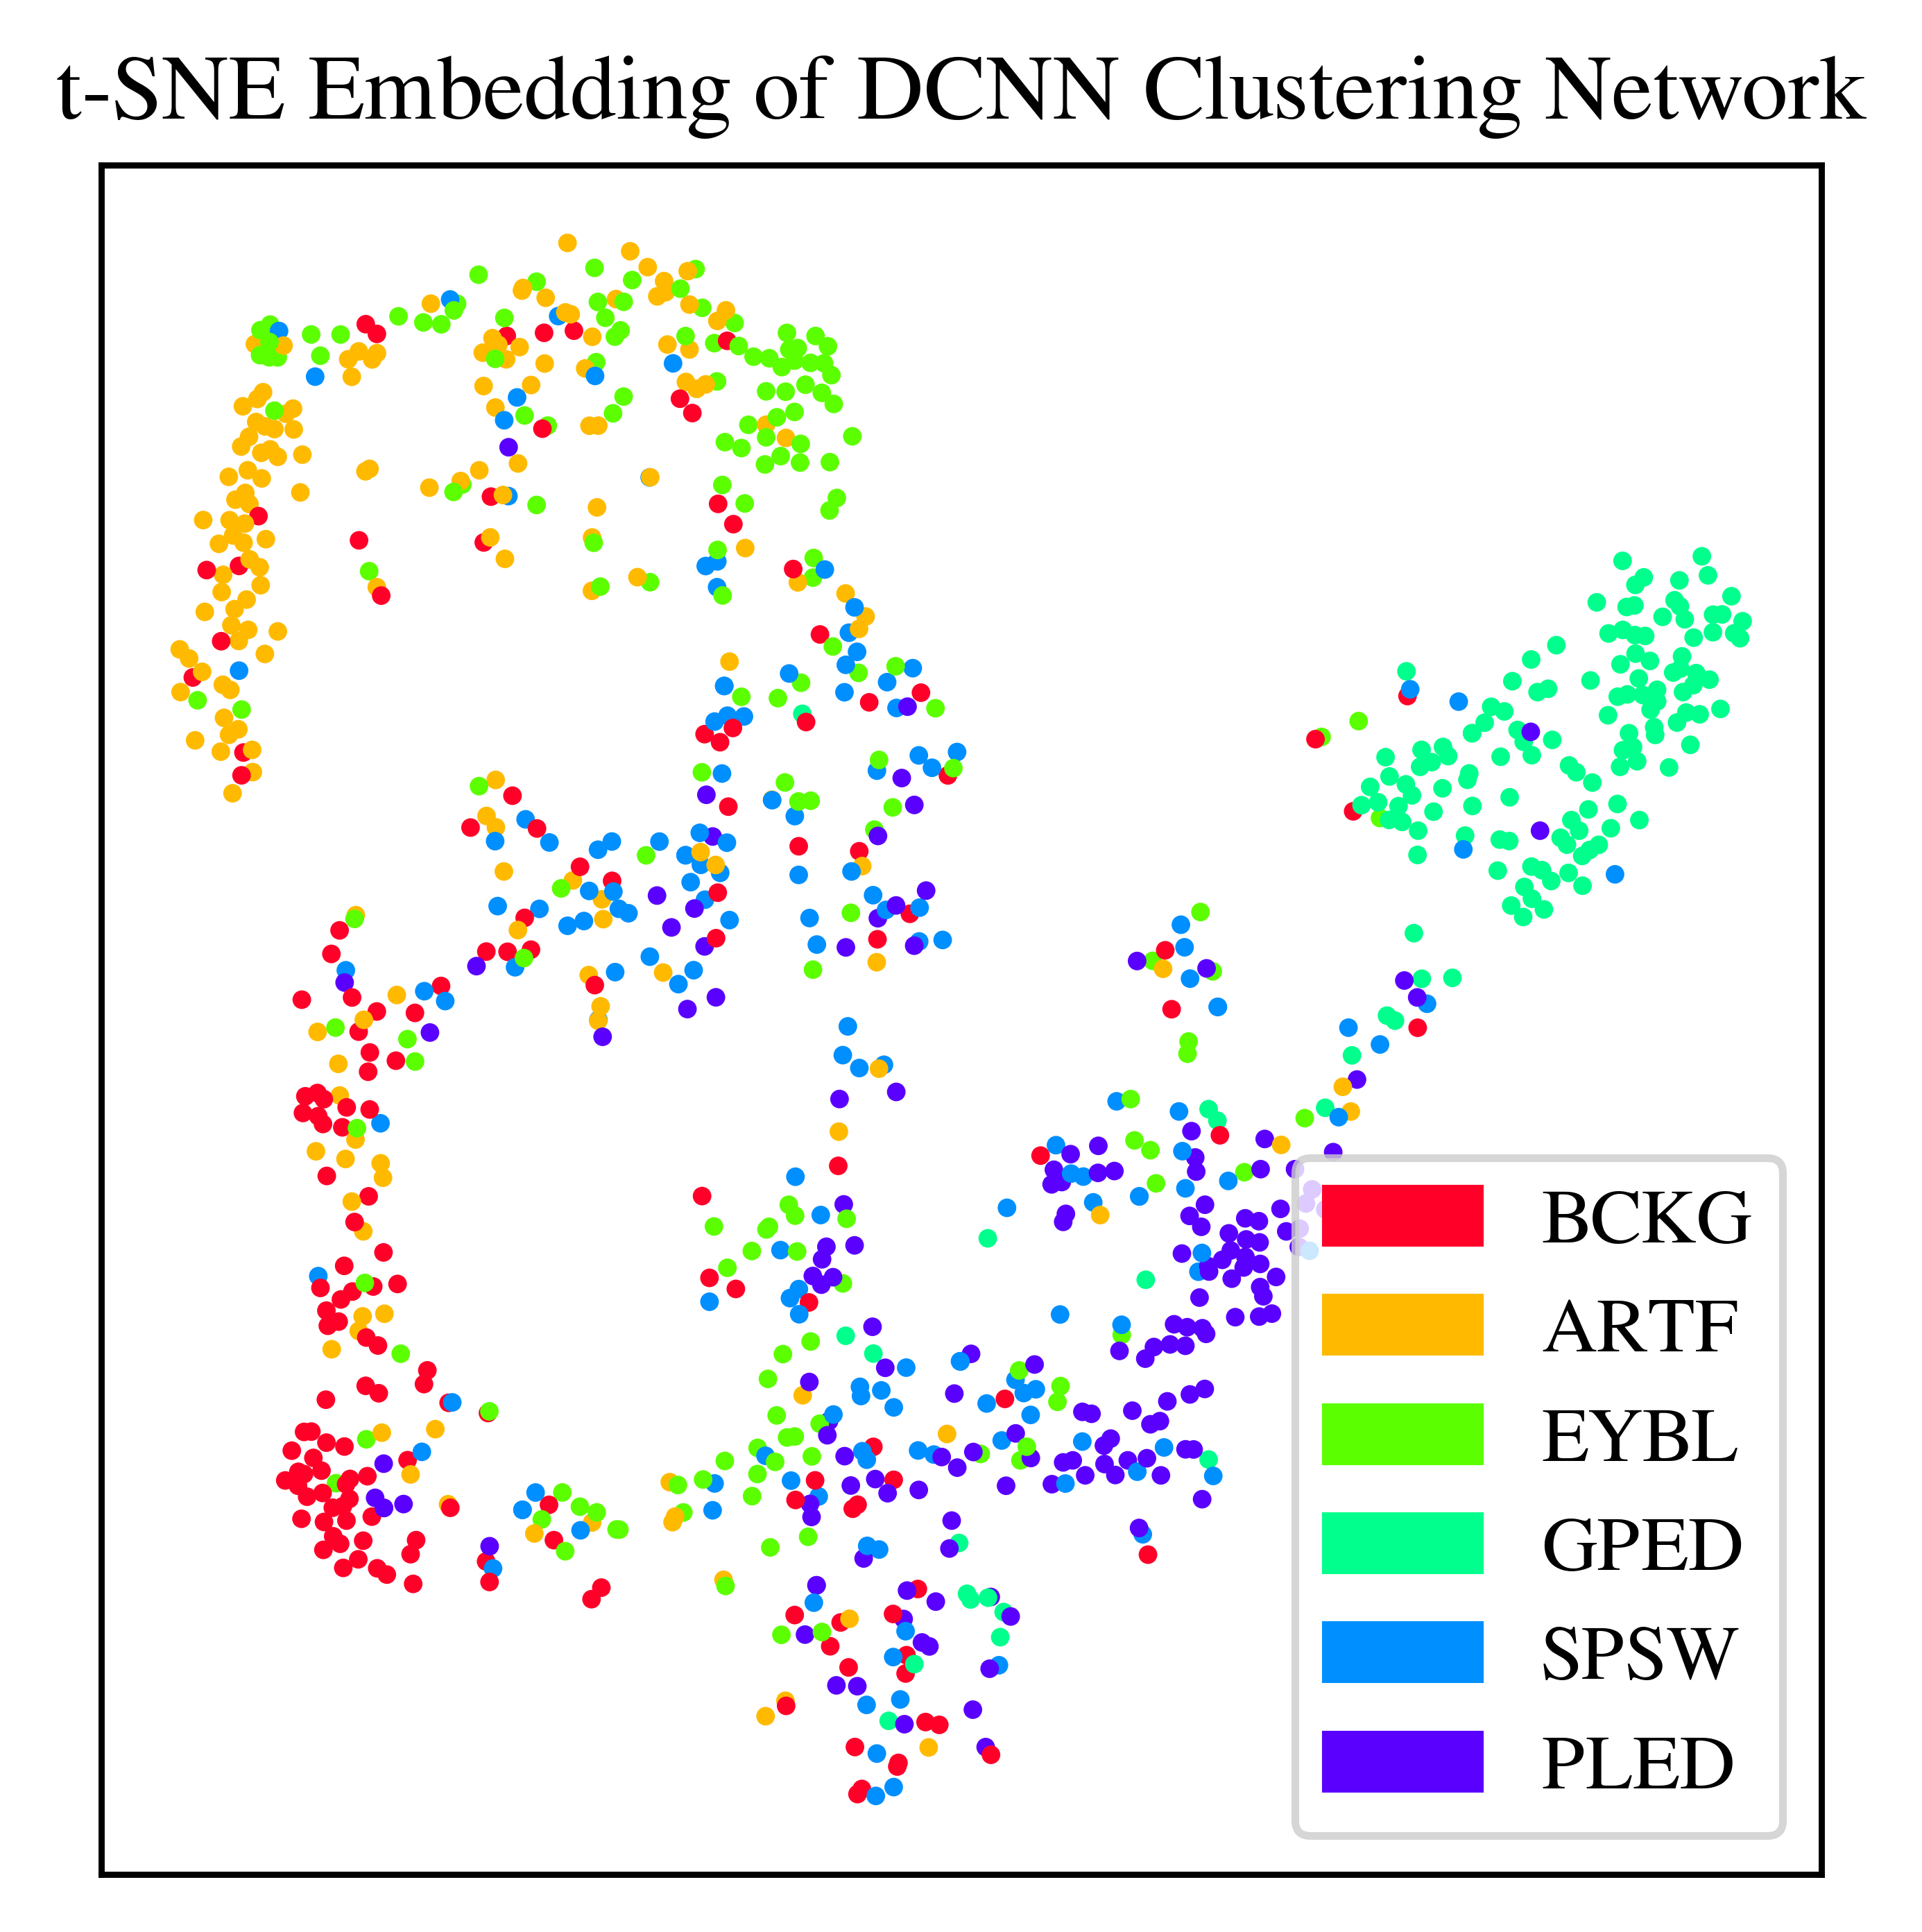 t-SNE Embedding of DCNN Clustering Network
BCKG
ARTF
EYBL
GPED
SPSW
PLED